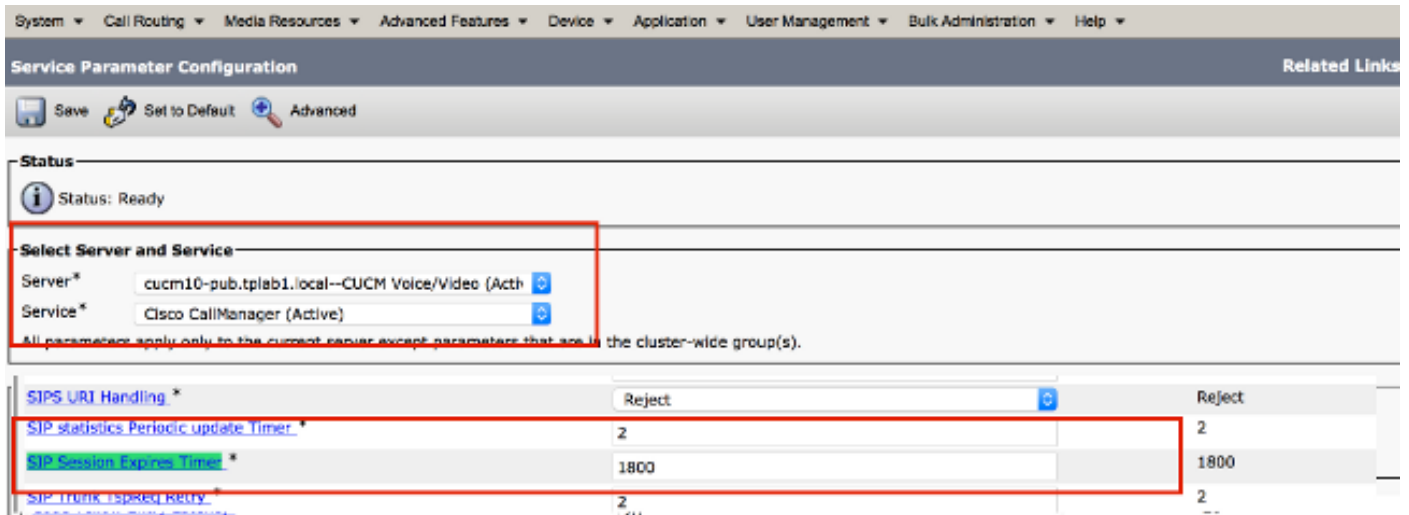 System Call Routing Media Resources Advanced Features Device Application User Management Bulk Administration Help
Service Parameter Configuration Related Links
Save Set to Default Advanced
Status
Status: Ready
Select Server and Service
Server* cucm10-pub.tplab1.local--CUCM Voice/Video (Activ
Service* Cisco CallManager (Active)
All parameters apply only to the current server except parameters that are in the cluster-wide group(s).
SIPS URI Handling * Reject Reject
SIP statistics Periodic update Timer * 2 2
SIP Session Expires Timer * 1800 1800
SIP Trunk TspReq Retry * 2 2